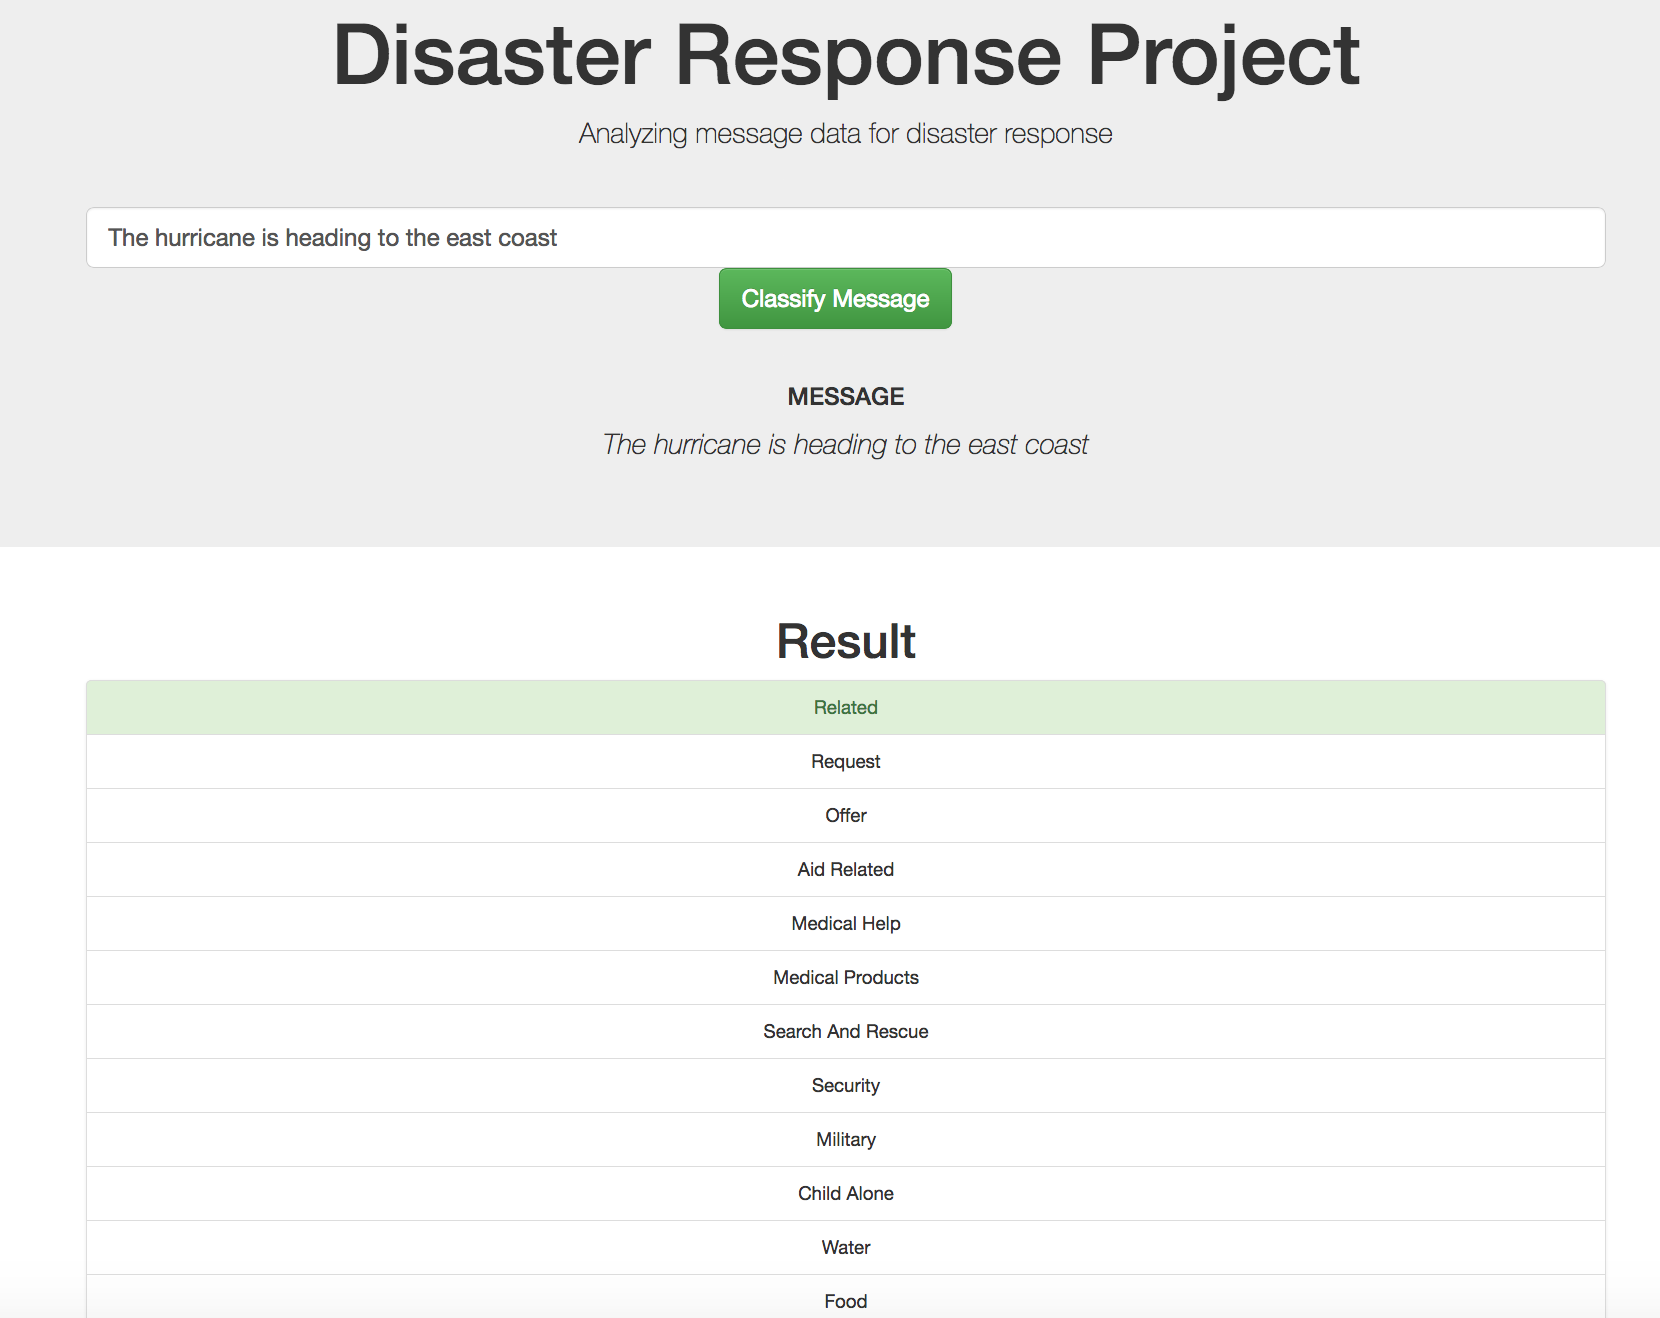 Disaster Response Project
Analyzing message data for disaster response
The hurricane is heading to the east coast
Classify Message
MESSAGE
The hurricane is heading to the east coast
Result
Related
Request
Offer
Aid Related
Medical Help
Medical Products
Search And Rescue
Security
Military
Child Alone
Water
Food